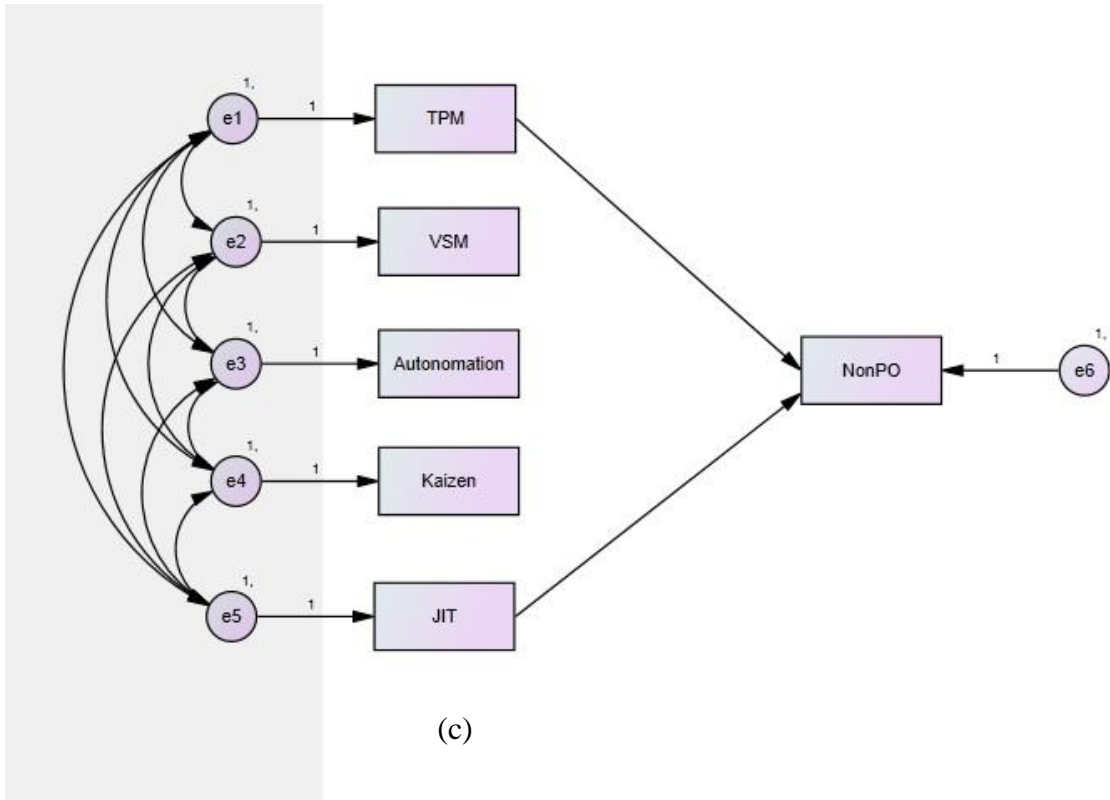 1,
e1
1
TPM
1,
e2
1
VSM
1,
e3
1
Autonomation
NonPO
1
1,
e6
1,
e4
1
Kaizen
1,
e5
1
JIT
(c)